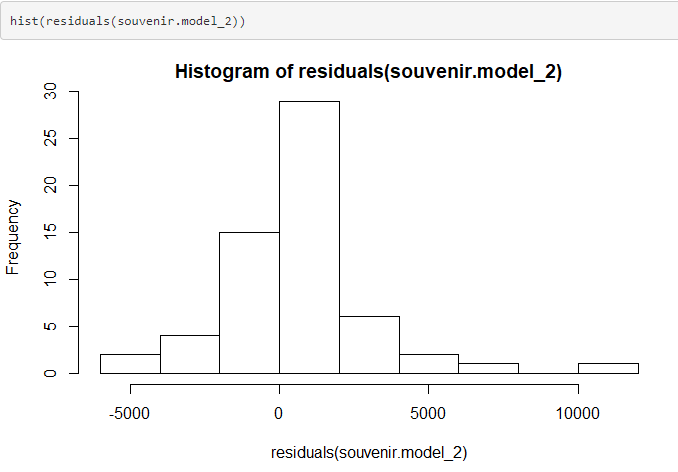 hist(residuals(souvenir.model_2))
Histogram of residuals(souvenir.model_2)
30
25
20
15
10
5
0
Frequency
-5000 0 5000 10000
residuals(souvenir.model_2)